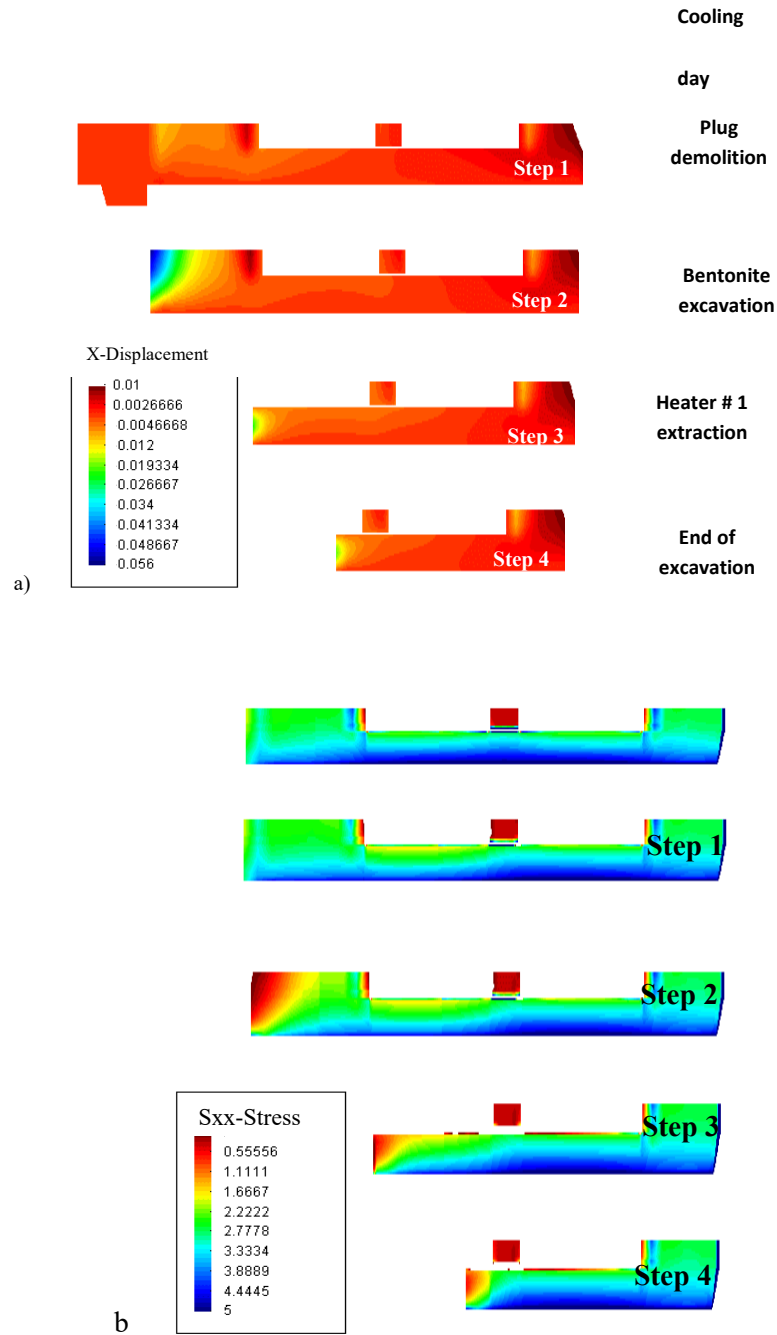 Cooling
day
Plug
demolition
Step 1
Bentonite
excavation
Step 2
X-Displacement
0.01
0.0026666
0.0046668
0.012
0.019334
0.026667
0.034
0.041334
0.048667
0.056
Heater # 1
extraction
Step 3
End of
excavation
Step 4
a)
Step 1
Step 2
Step 3
Sxx-Stress
0.55556
1.1111
1.6667
2.2222
2.7778
3.3334
3.8889
4.4445
5
Step 4
b